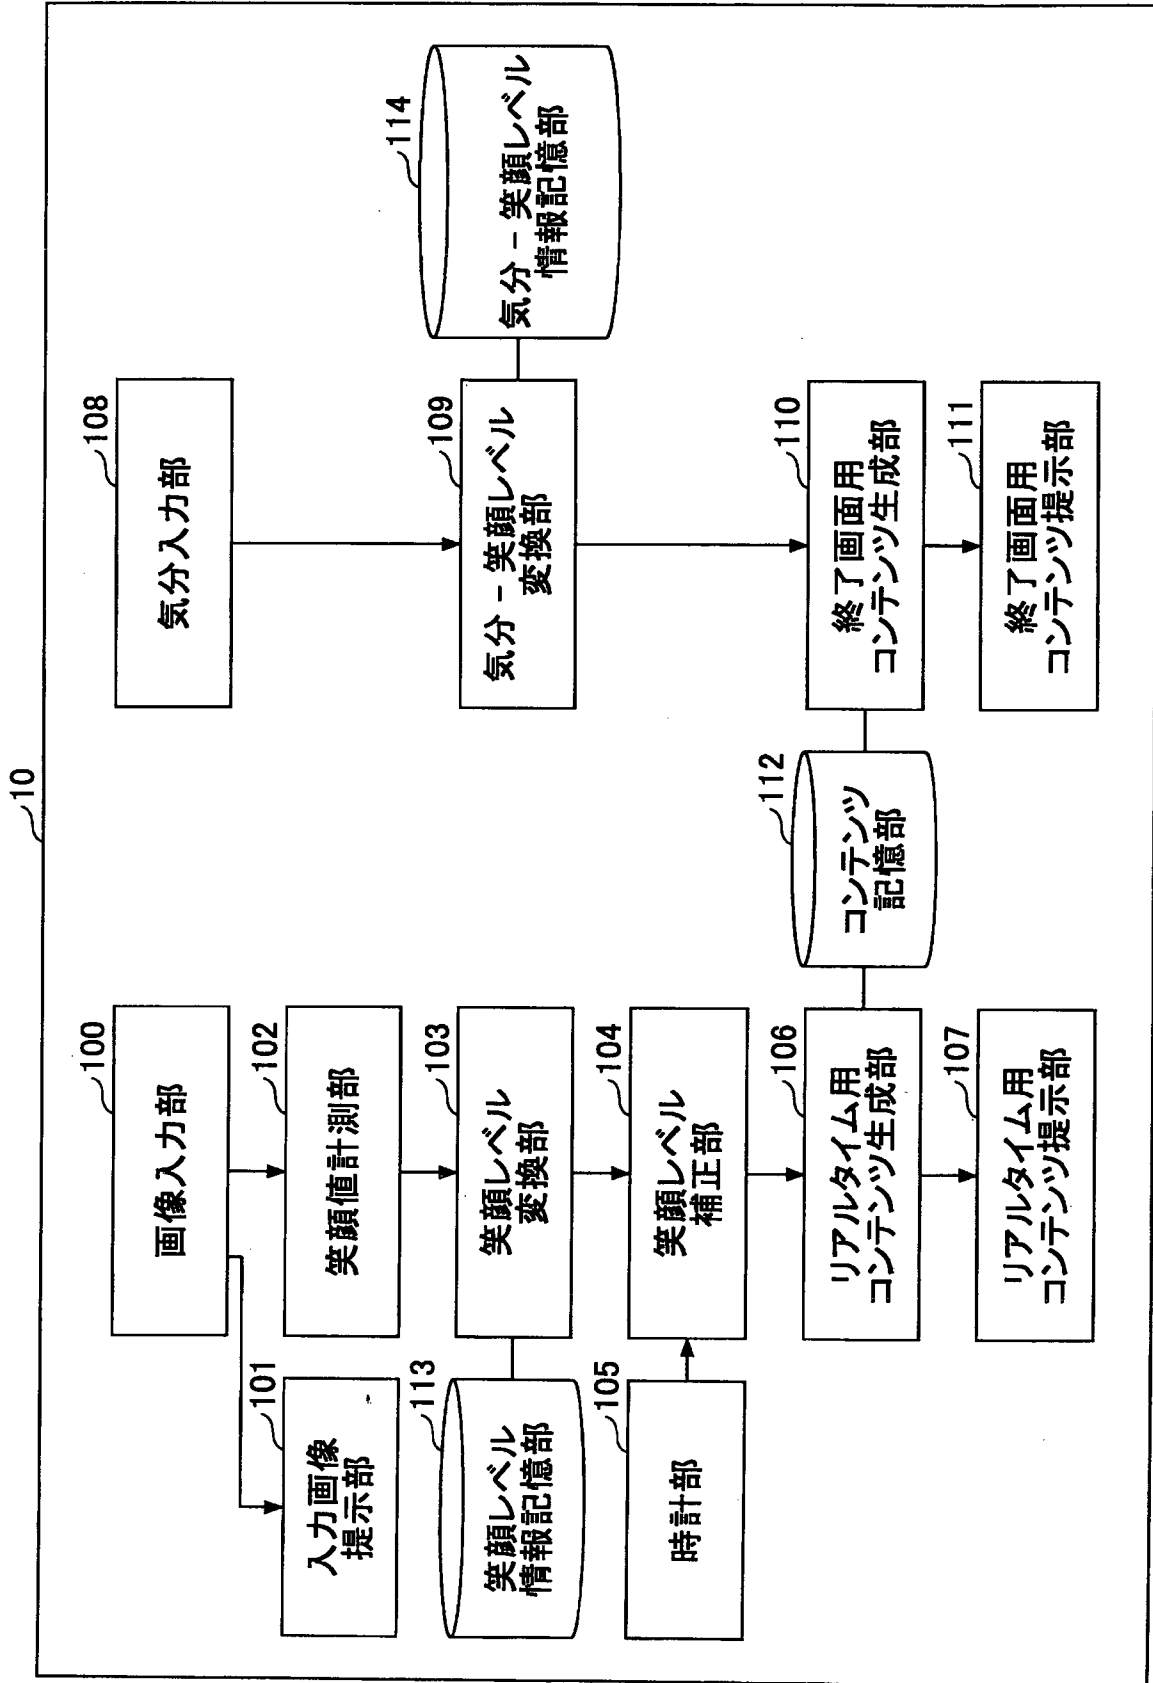 10
100
画像入力部
101
入力画像
提示部
102
笑顔値計測部
103
笑顔レベル
変換部
113
笑顔レベル
情報記憶部
104
笑顔レベル
補正部
105
時計部
106
リアルタイム用
コンテンツ生成部
107
リアルタイム用
コンテンツ提示部
112
コンテンツ
記憶部
108
気分入力部
109
気分－笑顔レベル
変換部
114
気分－笑顔レベル
情報記憶部
110
終了画面用
コンテンツ生成部
111
終了画面用
コンテンツ提示部